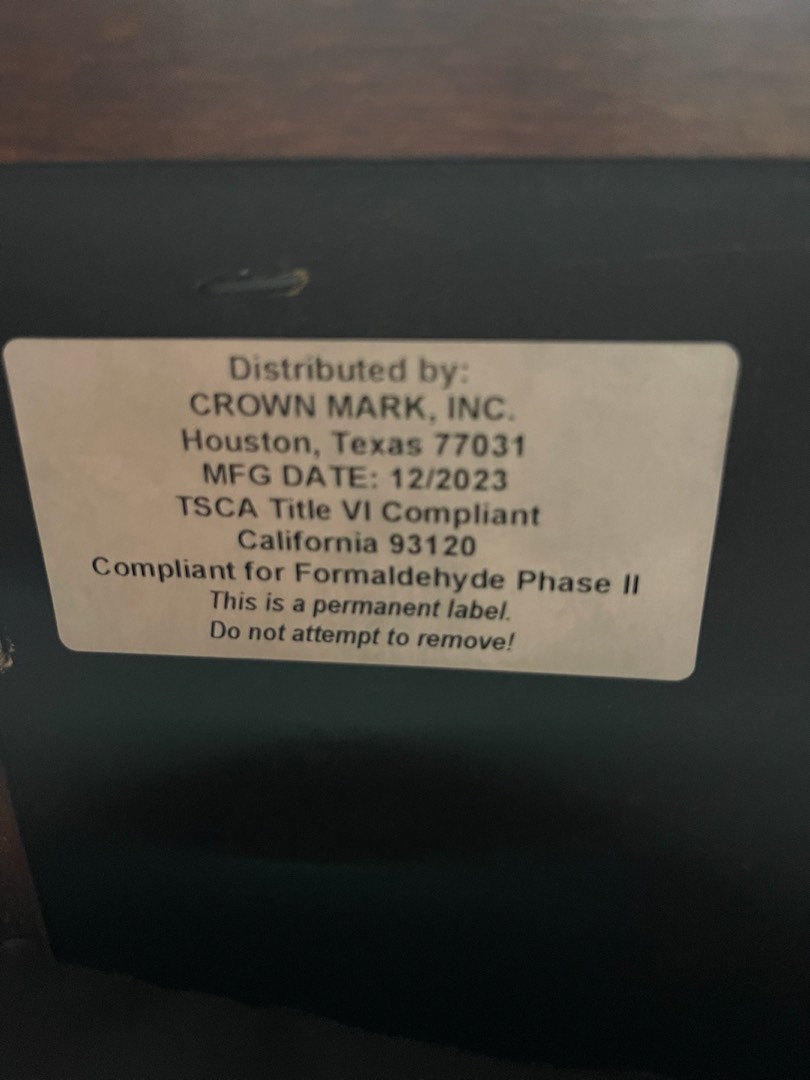 Distributed by:
CROWN MARK, INC.
Houston, Texas 77031
MFG DATE: 12/2023
TSCA Title VI Compliant
California 93120
Compliant for Formaldehyde Phase II
This is a permanent label.
Do not attempt to remove!